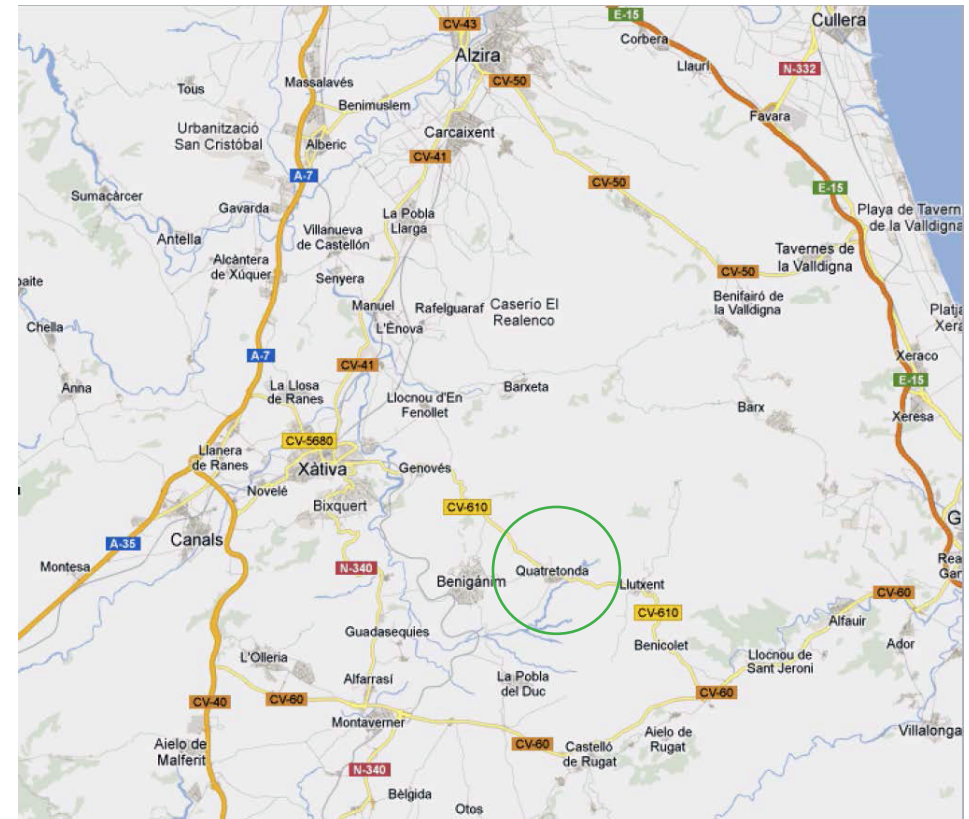 CV-43
Cullera
E-15
Corbera
Alzira
Llaurí
N-332
CV-50
Massalavés
Tous
Benimuslem
Favara
Urbanització
San Cristóbal
Carcaixent
Alberic
CV-41
A-7
CV-50
E-15
Sumacàrcer
Gavarda
La Pobla
Llarga
Playa de Tavern
de la Valldigna
Villanueva
de Castellón
Antella
Tavernes de
la Valldigna
Alcàntera
de Xúquer
CV-50
Senyera
Benifairó de
la Valldigna
Manuel
Rafelguaraf
Caserío El
Realenco
Platja
Xera
Chella
L'Ènova
A-7
Xeraco
CV-41
E-15
Anna
La Llosa
de Ranes
Barxeta
Llocnou d'En
Fenollet
Barx
Xeresa
CV-5680
Llanera
de Ranes
Xàtiva
Genovés
Novelé
Bixquert
CV-610
G
Canals
A-35
Montesa
N-340
Quatretonda
Rea
Gan
Benigánim
Llutxent
CV-60
CV-610
Alfauir
Guadasequies
Benicolet
Ador
L'Olleria
Llocnou de
Sant Jeroni
Alfarrasí
La Pobla
del Duc
CV-40
CV-60
CV-60
Montaverner
Villalonga
Aielo de
Malferit
CV-60
Castelló
de Rugat
Aielo de
Rugat
N-340
Bèlgida
Otos